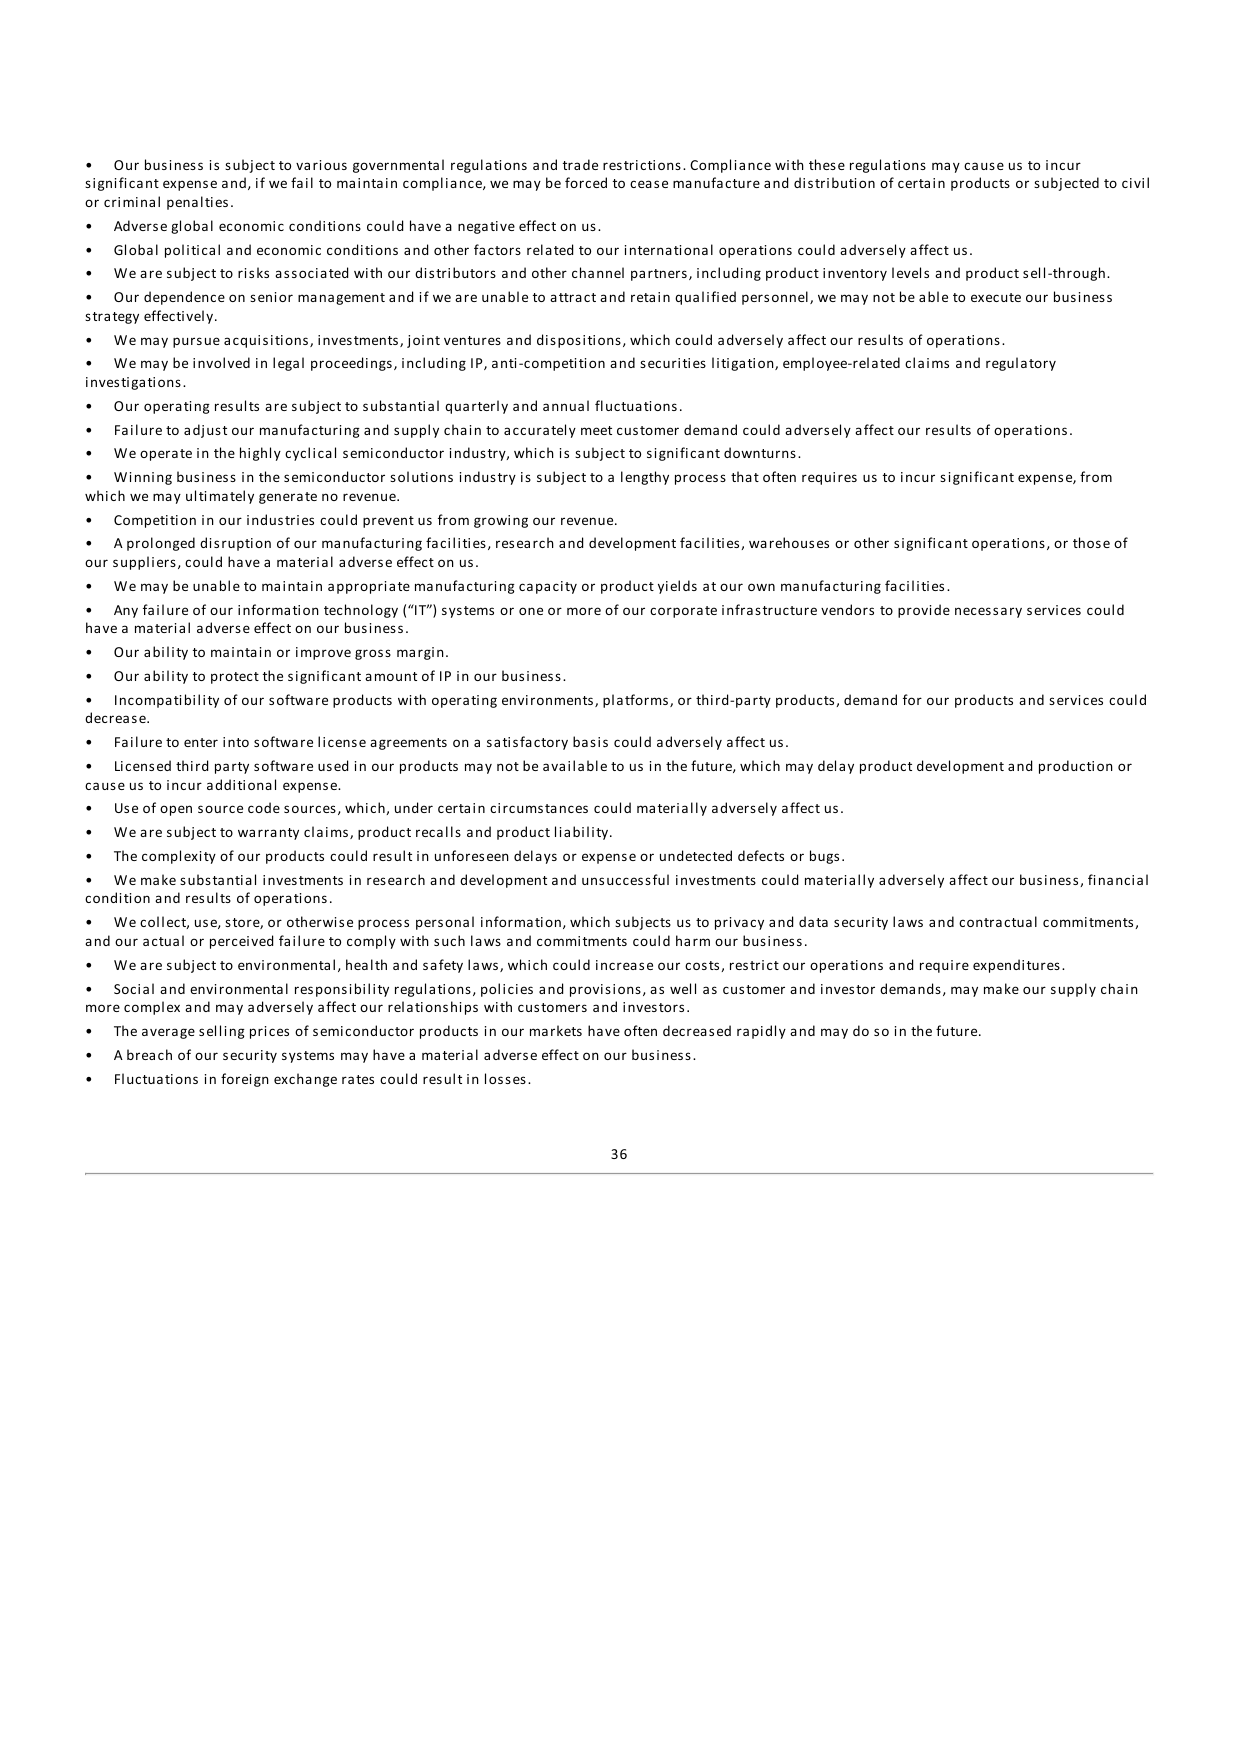 • Our business is subject to various governmental regulations and trade restrictions. Compliance with these regulations may cause us to incur
significant expense and, if we fail to maintain compliance, we may be forced to cease manufacture and distribution of certain products or subjected to civil
or criminal penalties.
• Adverse global economic conditions could have a negative effect on us.
• Global political and economic conditions and other factors related to our international operations could adversely affect us.
• We are subject to risks associated with our distributors and other channel partners, including product inventory levels and product sell-through.
• Our dependence on senior management and if we are unable to attract and retain qualified personnel, we may not be able to execute our business
strategy effectively.
• We may pursue acquisitions, investments, joint ventures and dispositions, which could adversely affect our results of operations.
• We may be involved in legal proceedings, including IP, anti-competition and securities litigation, employee-related claims and regulatory
investigations.
• Our operating results are subject to substantial quarterly and annual fluctuations.
• Failure to adjust our manufacturing and supply chain to accurately meet customer demand could adversely affect our results of operations.
• We operate in the highly cyclical semiconductor industry, which is subject to significant downturns.
• Winning business in the semiconductor solutions industry is subject to a lengthy process that often requires us to incur significant expense, from
which we may ultimately generate no revenue.
• Competition in our industries could prevent us from growing our revenue.
• A prolonged disruption of our manufacturing facilities, research and development facilities, warehouses or other significant operations, or those of
our suppliers, could have a material adverse effect on us.
• We may be unable to maintain appropriate manufacturing capacity or product yields at our own manufacturing facilities.
• Any failure of our information technology (“IT”) systems or one or more of our corporate infrastructure vendors to provide necessary services could
have a material adverse effect on our business.
• Our ability to maintain or improve gross margin.
• Our ability to protect the significant amount of IP in our business.
• Incompatibility of our software products with operating environments, platforms, or third-party products, demand for our products and services could
decrease.
• Failure to enter into software license agreements on a satisfactory basis could adversely affect us.
• Licensed third party software used in our products may not be available to us in the future, which may delay product development and production or
cause us to incur additional expense.
• Use of open source code sources, which, under certain circumstances could materially adversely affect us.
• We are subject to warranty claims, product recalls and product liability.
• The complexity of our products could result in unforeseen delays or expense or undetected defects or bugs.
• We make substantial investments in research and development and unsuccessful investments could materially adversely affect our business, financial
condition and results of operations.
• We collect, use, store, or otherwise process personal information, which subjects us to privacy and data security laws and contractual commitments,
and our actual or perceived failure to comply with such laws and commitments could harm our business.
• We are subject to environmental, health and safety laws, which could increase our costs, restrict our operations and require expenditures.
• Social and environmental responsibility regulations, policies and provisions, as well as customer and investor demands, may make our supply chain
more complex and may adversely affect our relationships with customers and investors.
• The average selling prices of semiconductor products in our markets have often decreased rapidly and may do so in the future.
• A breach of our security systems may have a material adverse effect on our business.
• Fluctuations in foreign exchange rates could result in losses.
36